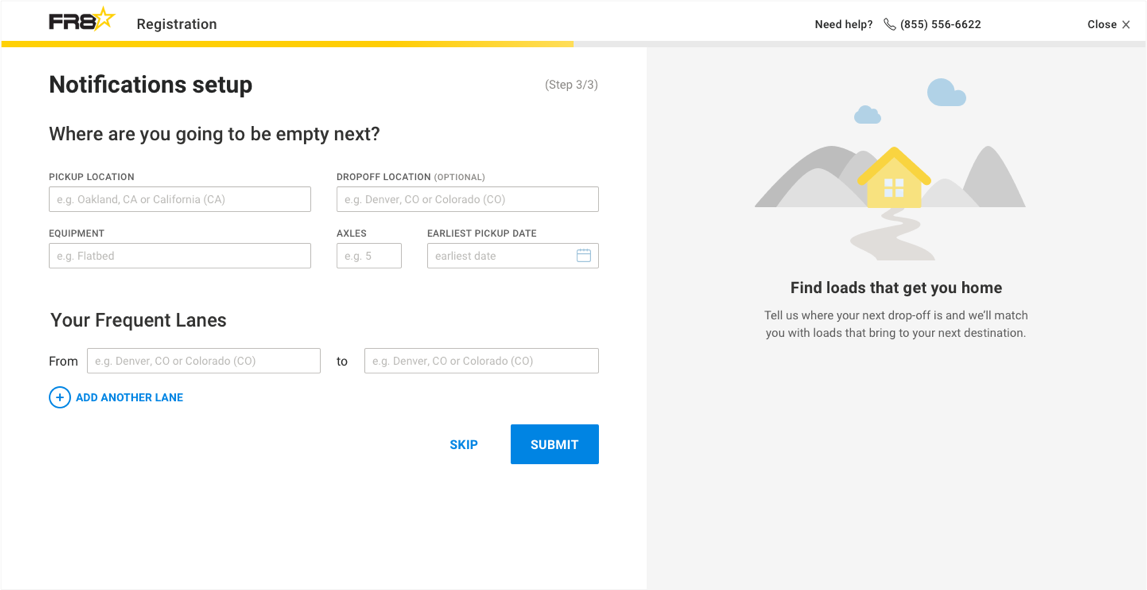 FR8
Registration
Need help? (855) 556-6622
Close
Notifications setup
(Step 3/3)
Where are you going to be empty next?
PICKUP LOCATION
DROPOFF LOCATION (OPTIONAL)
e.g. Oakland, CA or California (CA)
e.g. Denver, CO or Colorado (CO)
EQUIPMENT
AXLES
EARLIEST PICKUP DATE
e.g. Flatbed
e.g. 5
earliest date
Your Frequent Lanes
From e.g. Denver, CO or Colorado (CO) to e.g. Denver, CO or Colorado (CO)
ADD ANOTHER LANE
SKIP
SUBMIT
Find loads that get you home
Tell us where your next drop-off is and we'll match
you with loads that bring to your next destination.